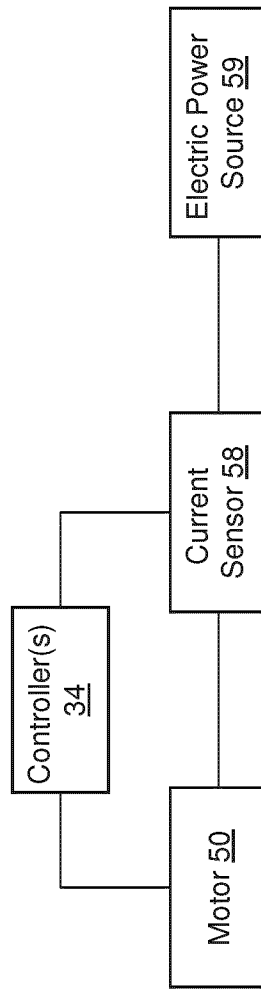 Controller(s)
34
Motor 50
Current
Sensor 58
Electric Power
Source 59